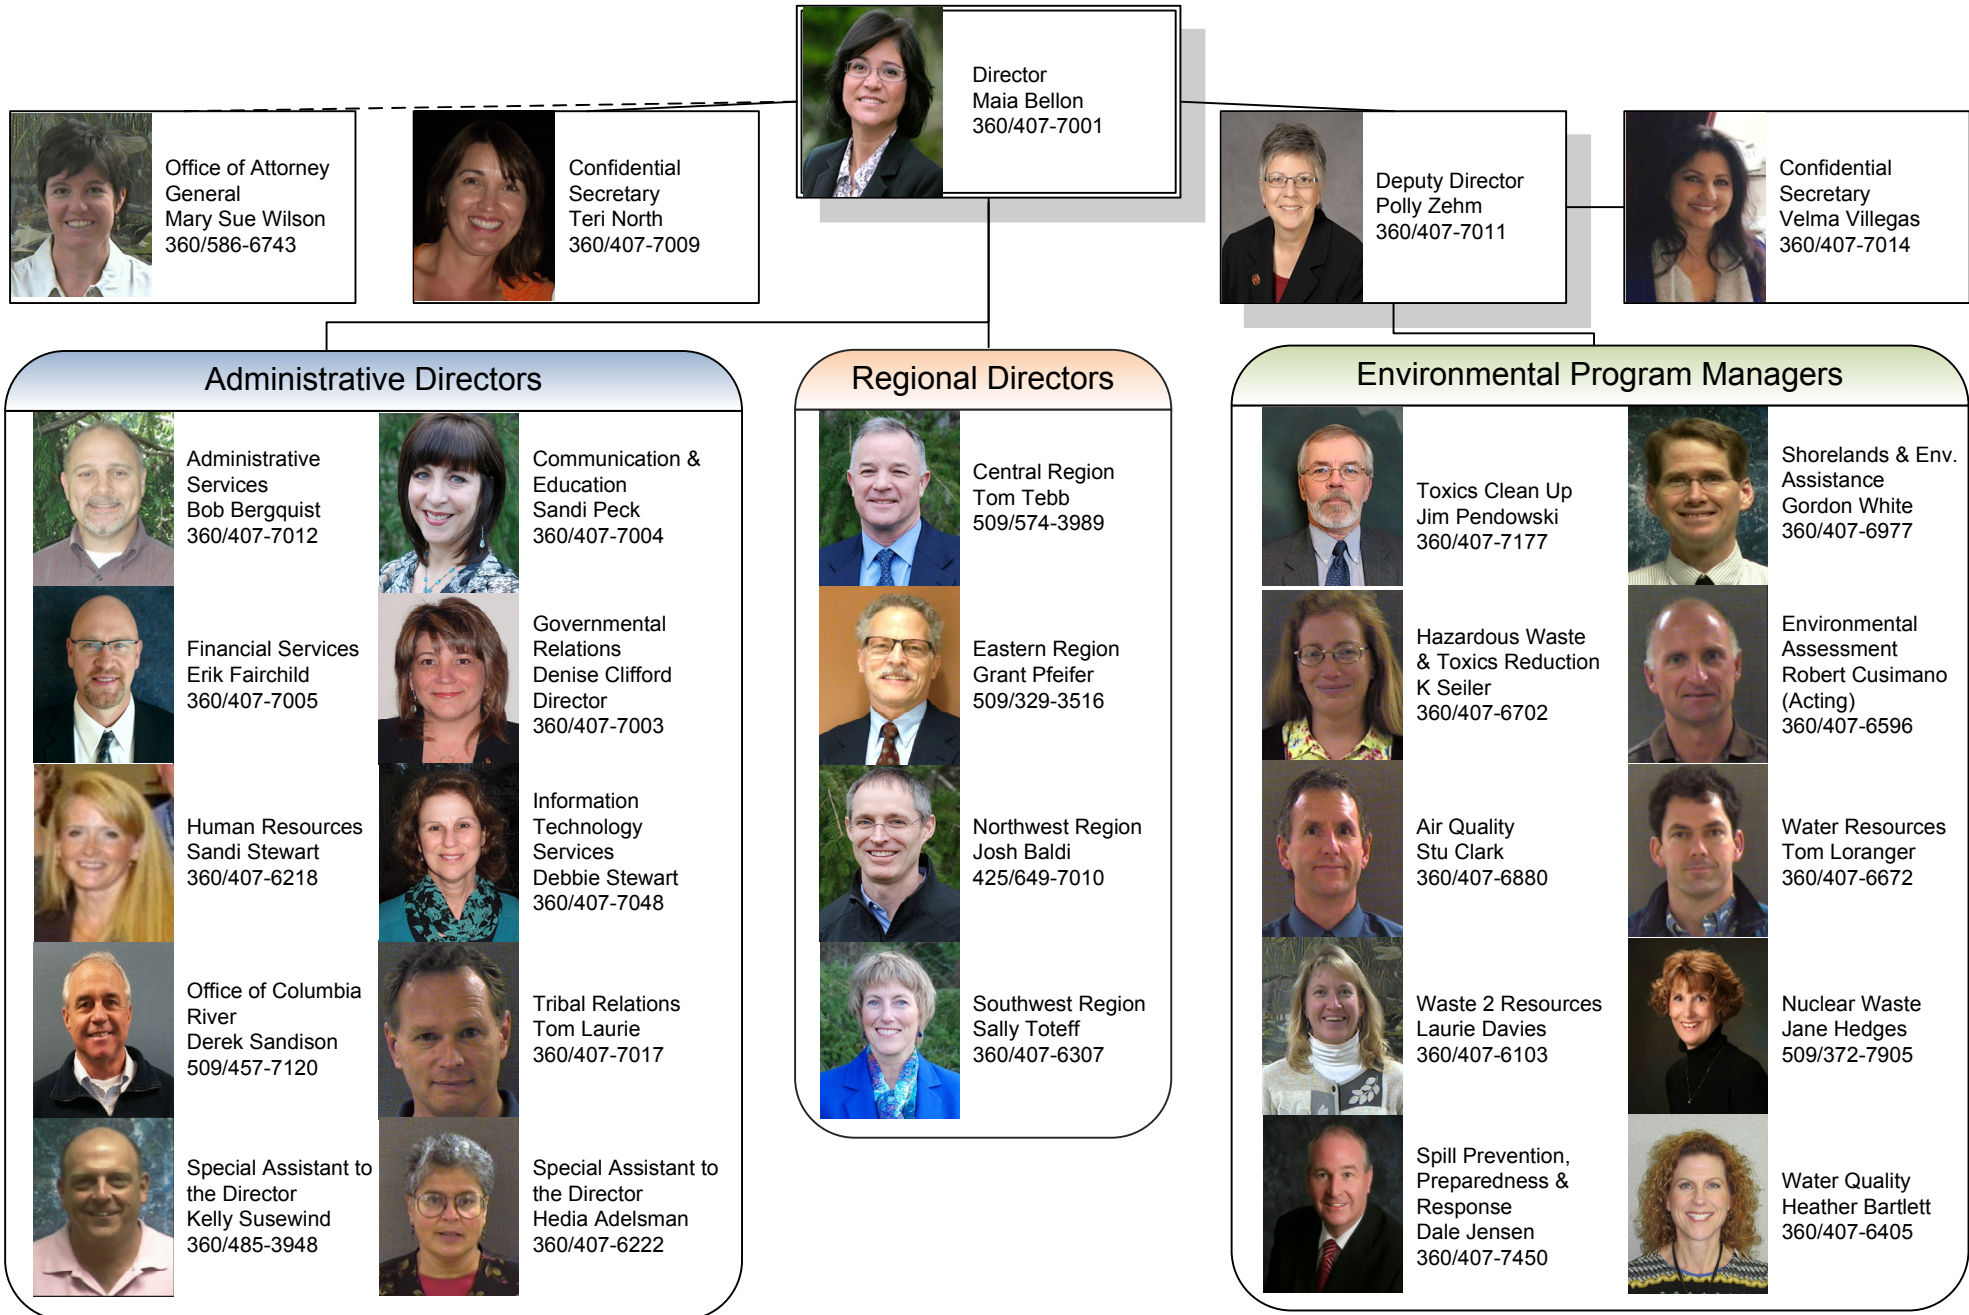 Director
Maia Bellon
360/407-7001
Office of Attorney
General
Mary Sue Wilson
360/586-6743
Confidential
Secretary
Teri North
360/407-7009
Deputy Director
Polly Zehm
360/407-7011
Confidential
Secretary
Velma Villegas
360/407-7014
Administrative Directors
Administrative
Services
Bob Bergquist
360/407-7012
Communication &
Education
Sandi Peck
360/407-7004
Financial Services
Erik Fairchild
360/407-7005
Governmental
Relations
Denise Clifford
Director
360/407-7003
Human Resources
Sandi Stewart
360/407-6218
Information
Technology
Services
Debbie Stewart
360/407-7048
Office of Columbia
River
Derek Sandison
509/457-7120
Tribal Relations
Tom Laurie
360/407-7017
Special Assistant to
the Director
Kelly Susewind
360/485-3948
Special Assistant to
the Director
Hedia Adelsman
360/407-6222
Regional Directors
Central Region
Tom Tebb
509/574-3989
Eastern Region
Grant Pfeifer
509/329-3516
Northwest Region
Josh Baldi
425/649-7010
Southwest Region
Sally Toteff
360/407-6307
Environmental Program Managers
Toxics Clean Up
Jim Pendowski
360/407-7177
Shorelands & Env.
Assistance
Gordon White
360/407-6977
Hazardous Waste
& Toxics Reduction
K Seiler
360/407-6702
Environmental
Assessment
Robert Cusimano
(Acting)
360/407-6596
Air Quality
Stu Clark
360/407-6880
Water Resources
Tom Loranger
360/407-6672
Waste 2 Resources
Laurie Davies
360/407-6103
Nuclear Waste
Jane Hedges
509/372-7905
Spill Prevention,
Preparedness &
Response
Dale Jensen
360/407-7450
Water Quality
Heather Bartlett
360/407-6405